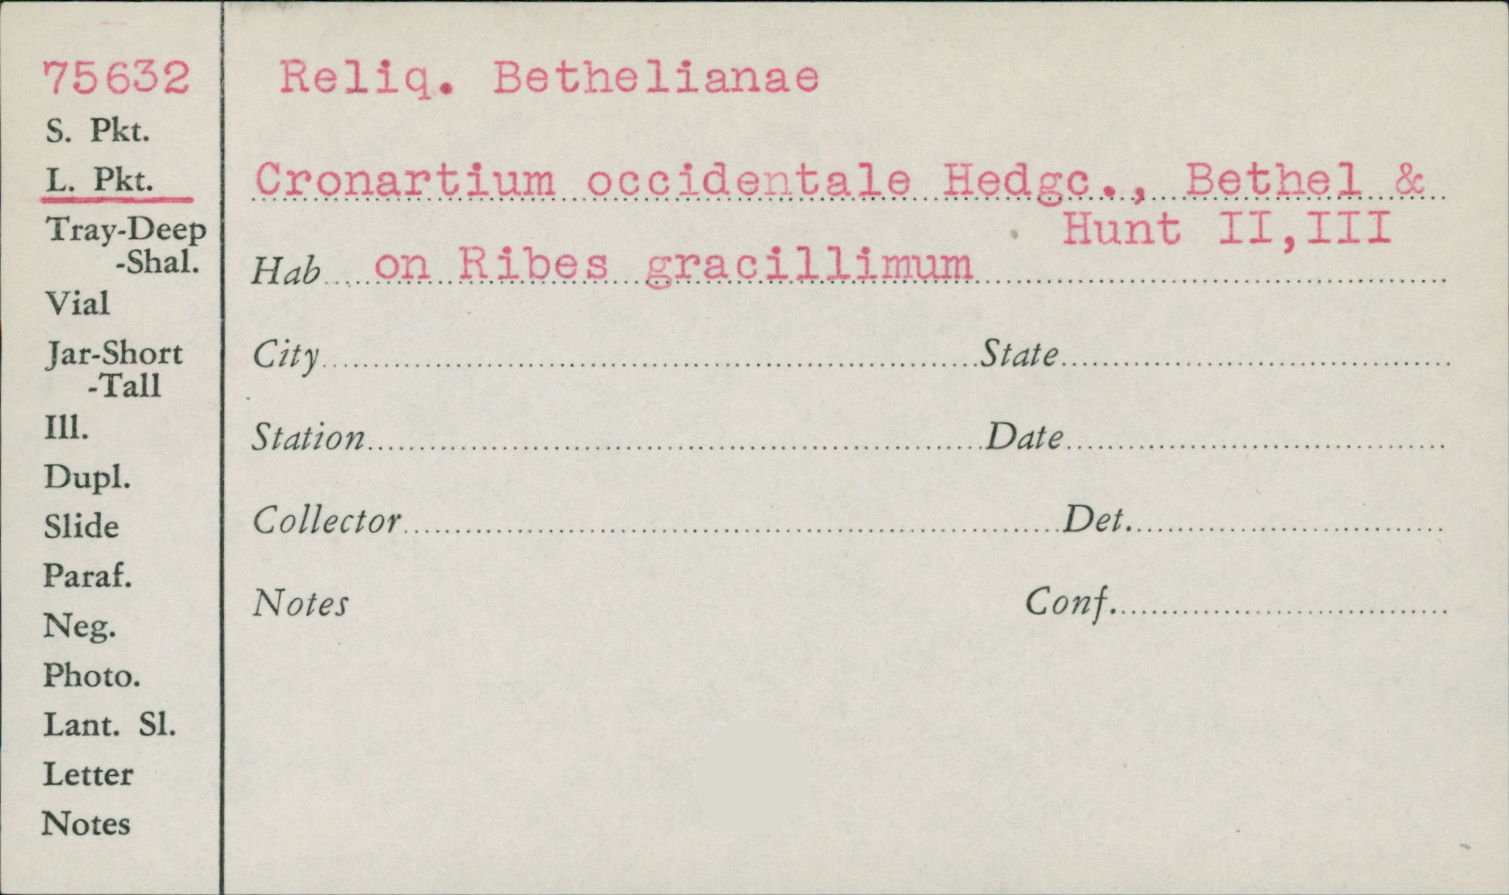 75632
S. Pkt.
L. Pkt.
Tray-Deep
-Shal.
Vial
Jar-Short
-Tall
Ill.
Dupl.
Slide
Paraf.
Neg.
Photo.
Lant. Sl.
Letter
Notes
Reliq. Bethelianae
Cronartium occidentale Hedgc., Bethel &
Hunt II,III
Hab on Ribes gracillimum
City State
Station Date
Collector Det.
Notes Conf.